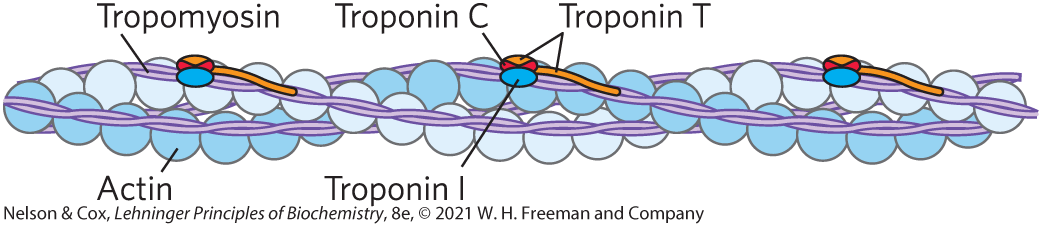 Tropomyosin Troponin C Troponin T
Actin Troponin I
Nelson & Cox, Lehninger Principles of Biochemistry, 8e, © 2021 W. H. Freeman and Company